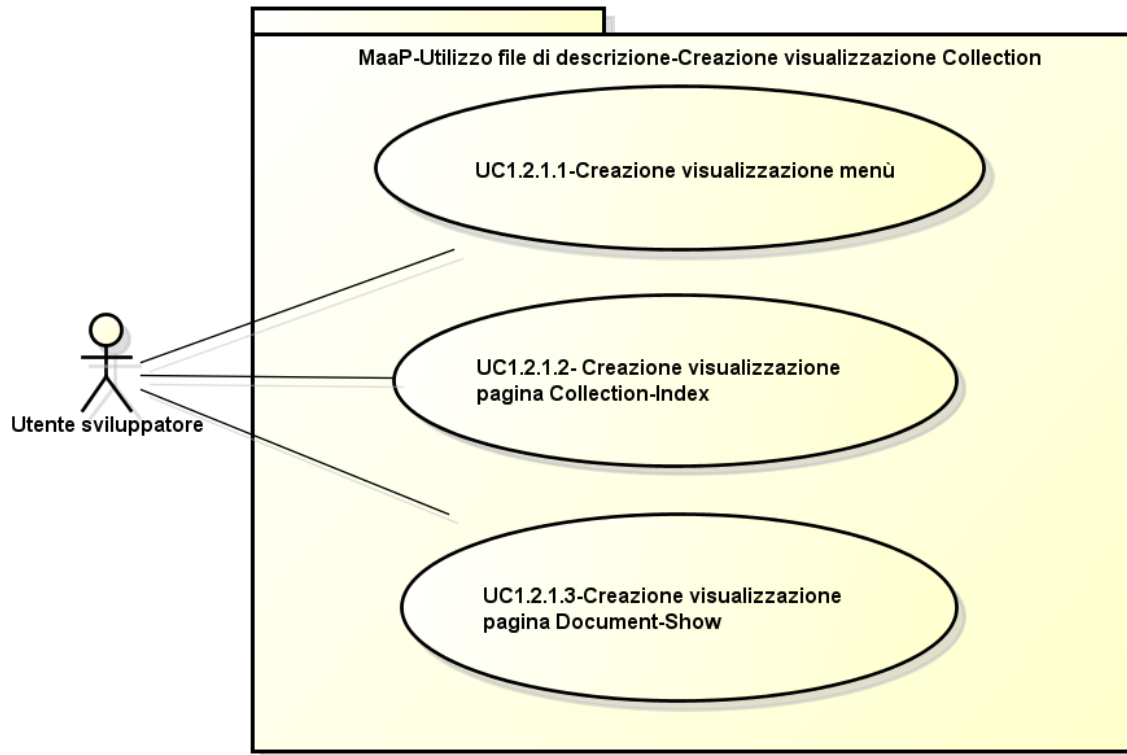 MaaP-Utilizzo file di descrizione-Creazione visualizzazione Collection
UC1.2.1.1-Creazione visualizzazione menù
UC1.2.1.2- Creazione visualizzazione
pagina Collection-Index
Utente sviluppatore
UC1.2.1.3-Creazione visualizzazione
pagina Document-Show